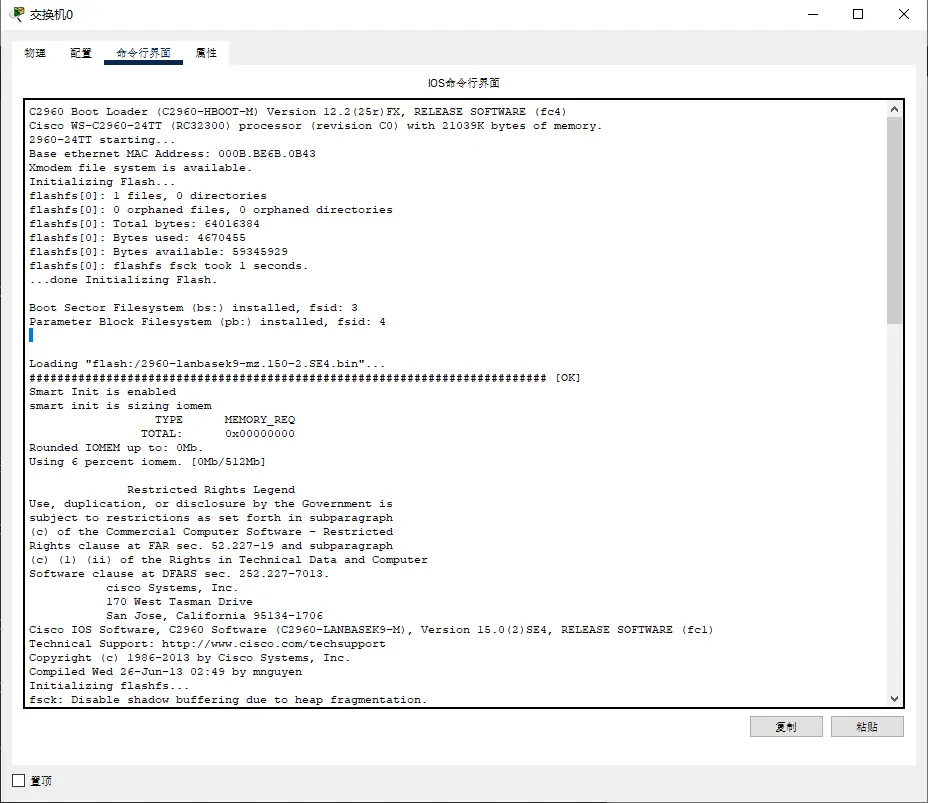 交换机0
物理 配置 命令行界面 属性
IOS命令行界面
C2960 Boot Loader (C2960-HBOOT-M) Version 12.2(25r)FX, RELEASE SOFTWARE (fc4)
Cisco WS-C2960-24TT (RC32300) processor (revision C0) with 21039K bytes of memory.
2960-24TT starting...
Base ethernet MAC Address: 000B.BE6B.0B43
Xmodem file system is available.
Initializing Flash...
flashfs[0]: 1 files, 0 directories
flashfs[0]: 0 orphaned files, 0 orphaned directories
flashfs[0]: Total bytes: 64016384
flashfs[0]: Bytes used: 4670455
flashfs[0]: Bytes available: 59345929
flashfs[0]: flashfs fsck took 1 seconds.
...done Initializing Flash.
Boot Sector Filesystem (bs:) installed, fsid: 3
Parameter Block Filesystem (pb:) installed, fsid: 4
Loading "flash:/2960-lanbasek9-mz.150-2.SE4.bin"...
########################################################################## [OK]
Smart Init is enabled
smart init is sizing iomem
TYPE MEMORY_REQ
TOTAL: 0x00000000
Rounded IOMEM up to: 0Mb.
Using 6 percent iomem. [0Mb/512Mb]
Restricted Rights Legend
Use, duplication, or disclosure by the Government is
subject to restrictions as set forth in subparagraph
(c) of the Commercial Computer Software - Restricted
Rights clause at FAR sec. 52.227-19 and subparagraph
(c) (1) (ii) of the Rights in Technical Data and Computer
Software clause at DFARS sec. 252.227-7013.
cisco Systems, Inc.
170 West Tasman Drive
San Jose, California 95134-1706
Cisco IOS Software, C2960 Software (C2960-LANBASEK9-M), Version 15.0(2)SE4, RELEASE SOFTWARE (fc1)
Technical Support: http://www.cisco.com/techsupport
Copyright (c) 1986-2013 by Cisco Systems, Inc.
Compiled Wed 26-Jun-13 02:49 by mnguyen
Initializing flashfs...
fsck: Disable shadow buffering due to heap fragmentation.
复制 粘贴
置顶